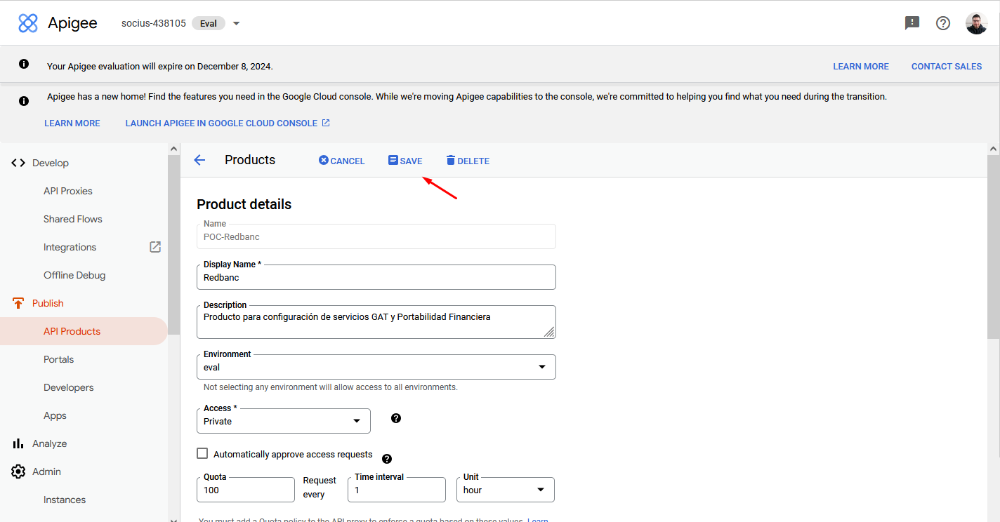 Apigee
socius-438105 Eval
Your Apigee evaluation will expire on December 8, 2024.
LEARN MORE CONTACT SALES
Apigee has a new home! Find the features you need in the Google Cloud console. While we're moving Apigee capabilities to the console, we're committed to helping you find what you need during the transition.
LEARN MORE LAUNCH APIGEE IN GOOGLE CLOUD CONSOLE
Develop
API Proxies
Shared Flows
Integrations
Offline Debug
Publish
API Products
Portals
Developers
Apps
Analyze
Admin
Instances
Products CANCEL SAVE DELETE
Product details
Name
POC-Redbanc
Display Name *
Redbanc
Description
Producto para configuración de servicios GAT y Portabilidad Financiera
Environment
eval
Not selecting any environment will allow access to all environments.
Access *
Private
Automatically approve access requests
Quota
100
Request
every
Time interval
1
Unit
hour
You must add a Quota policy to the API proxy to enforce a quota based on these values. Learn